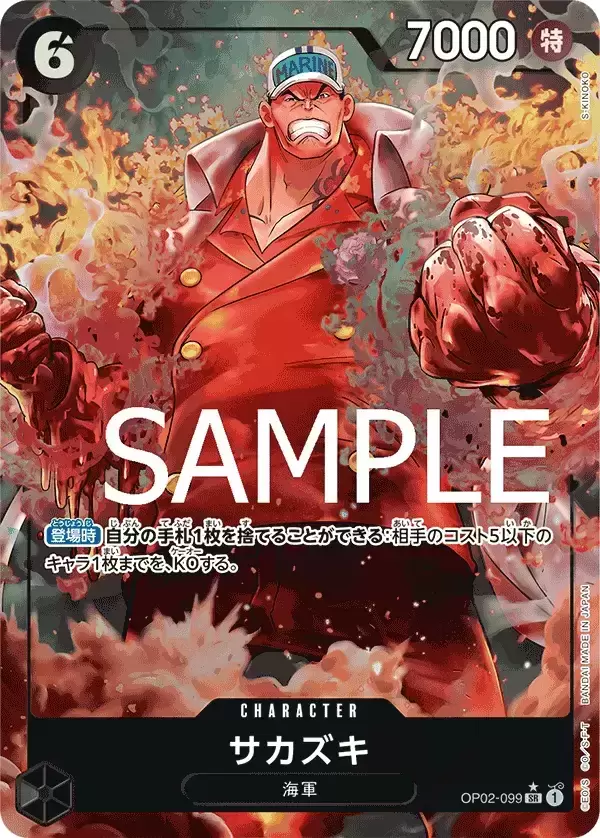 6
7000 特
MARINE
S・KINOKO
SAMPLE
登場時 自分の手札1枚を捨てることができる:相手のコスト5以下の
キャラ1枚までを、KOする。
CHARACTER
サカズキ
海軍
OP02-099 SR 1
©E.O/S ©O/S・F・T BANDAI MADE IN JAPAN